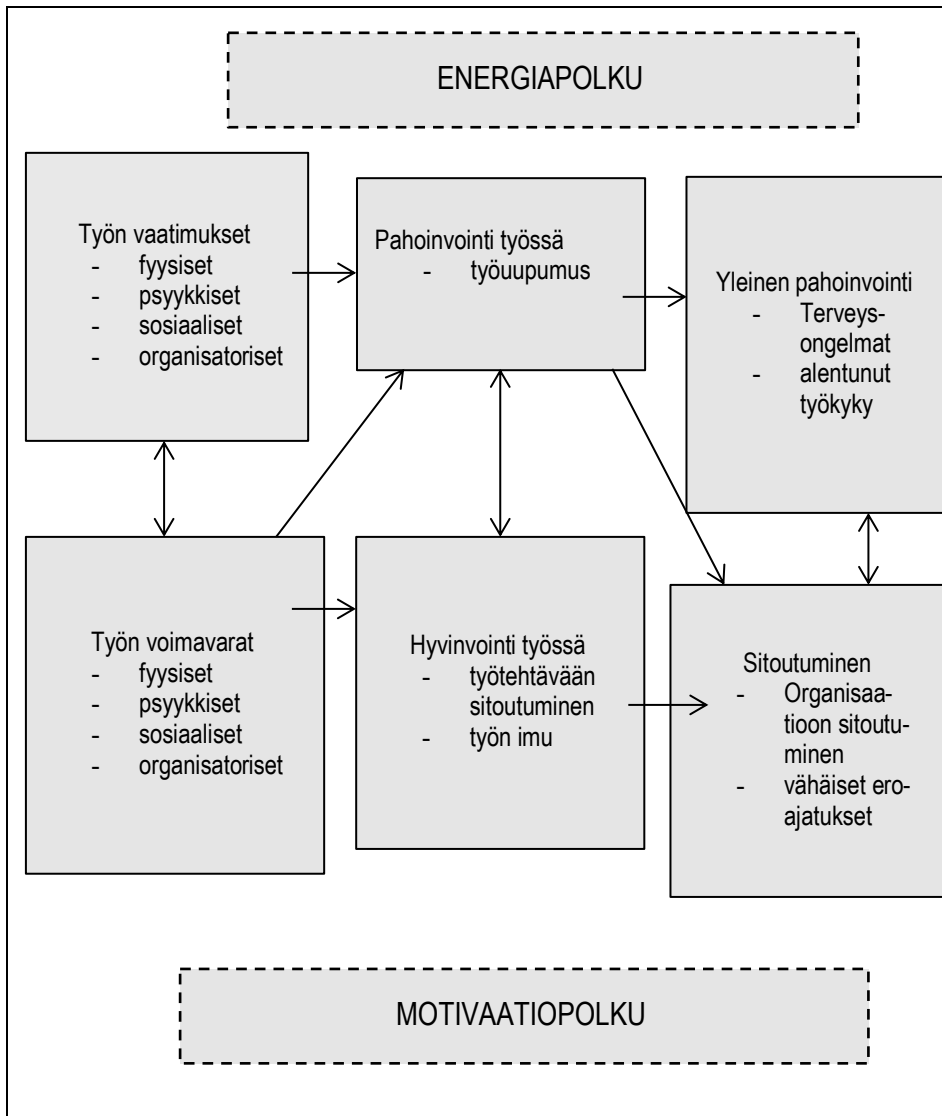 ENERGIAPOLKU
Työn vaatimukset
- fyysiset
- psyykkiset
- sosiaaliset
- organisatoriset
Pahoinvointi työssä
- työuupumus
Yleinen pahoinvointi
- Terveys-
ongelmat
- alentunut
työkyky
Työn voimavarat
- fyysiset
- psyykkiset
- sosiaaliset
- organisatoriset
Hyvinvointi työssä
- työtehtävään
sitoutuminen
- työn imu
Sitoutuminen
- Organisaa-
tioon sitoutu-
minen
- vähäiset ero-
ajatukset
MOTIVAATIOPOLKU